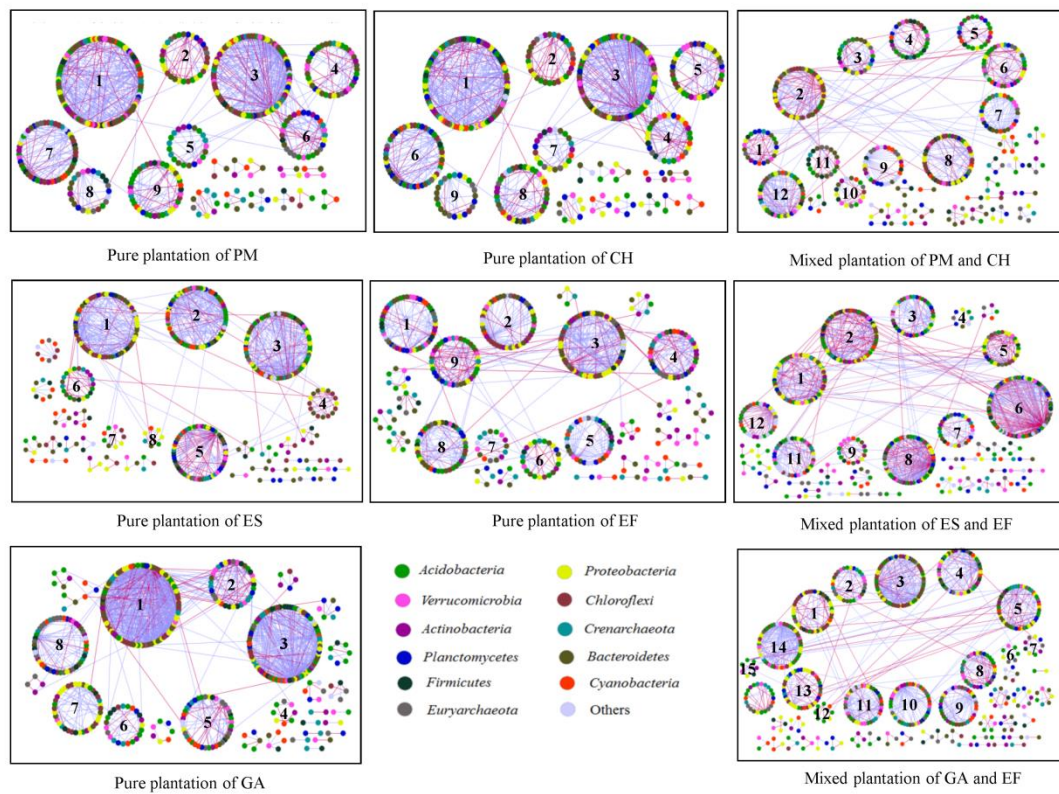 1 2 3 4 5 6 7 8 9
Pure plantation of PM
1 2 3 5 4 6 7 8 9
Pure plantation of CH
4 5 3 6 2 7 1 11 9 8 10 12
Mixed plantation of PM and CH
1 2 3 6 4 7 8 5
Pure plantation of ES
1 2 3 4 9 8 7 6 5
Pure plantation of EF
3 4 2 5 1 6 12 7 9 11 8
Mixed plantation of ES and EF
1 2 3 8 7 6 5 4
Pure plantation of GA
Acidobacteria Proteobacteria
Verrucomicrobia Chloroflexi
Actinobacteria Crenarchaeota
Planctomycetes Bacteroidetes
Firmicutes Cyanobacteria
Euryarchaeota Others
4 3 2 1 5 14 7 6 15 8 13 12 11 10 9
Mixed plantation of GA and EF